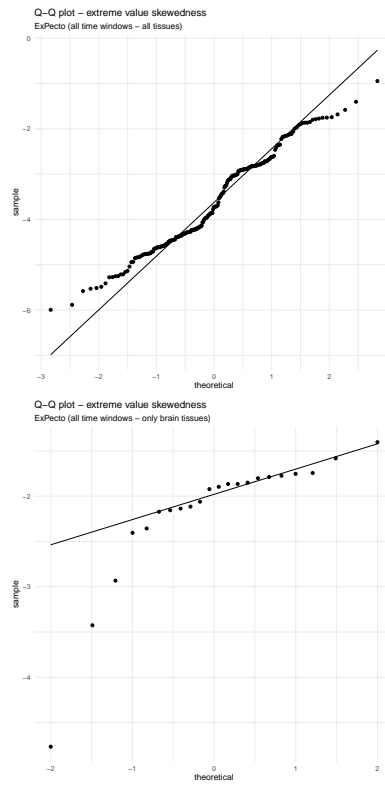 Q−Q plot − extreme value skewedness
ExPecto (all time windows − all tissues)
0
−2
−4
−6
sample
−3 −2 −1 0 1 2
theoretical
Q−Q plot − extreme value skewedness
ExPecto (all time windows − only brain tissues)
−2
−3
−4
sample
−2 −1 0 1 2
theoretical